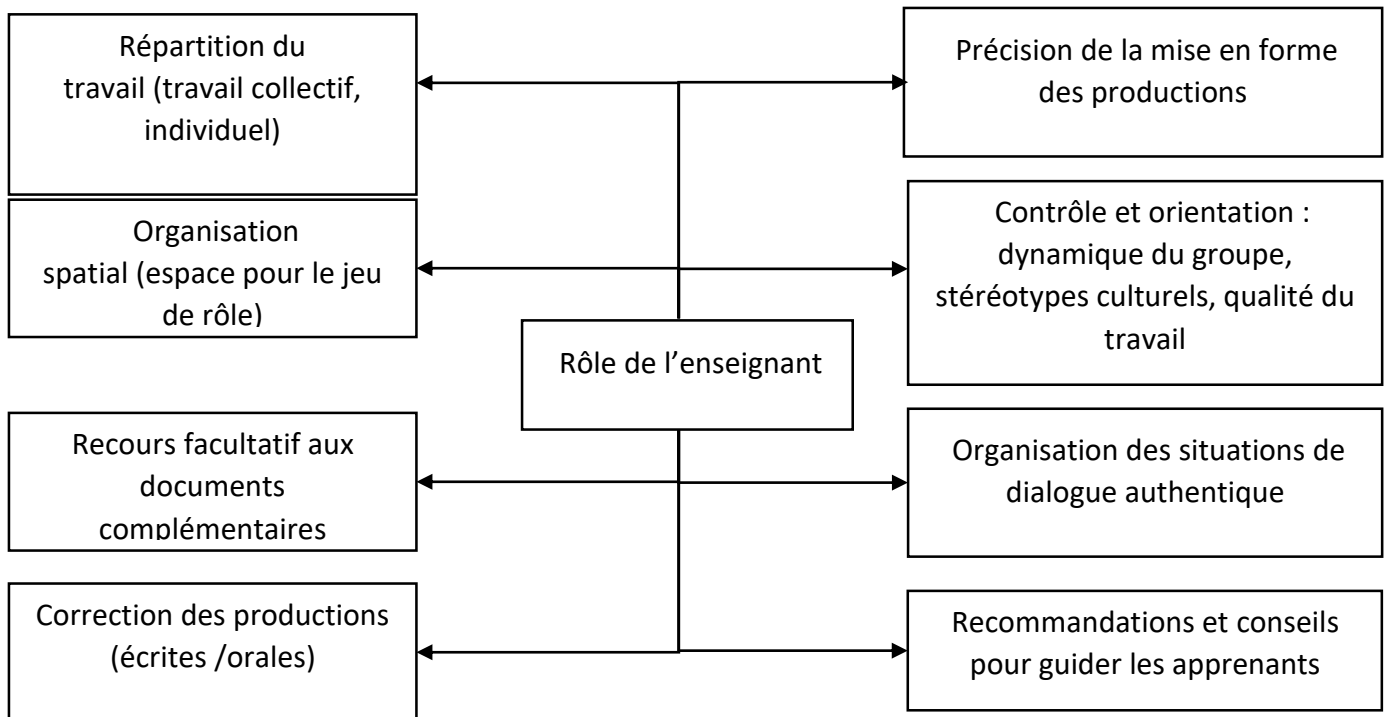 Répartition du
travail (travail collectif,
individuel)
Précision de la mise en forme
des productions
Organisation
spatial (espace pour le jeu
de rôle)
Contrôle et orientation :
dynamique du groupe,
stéréotypes culturels, qualité du
travail
Rôle de l’enseignant
Recours facultatif aux
documents
complémentaires
Organisation des situations de
dialogue authentique
Correction des productions
(écrites /orales)
Recommandations et conseils
pour guider les apprenants